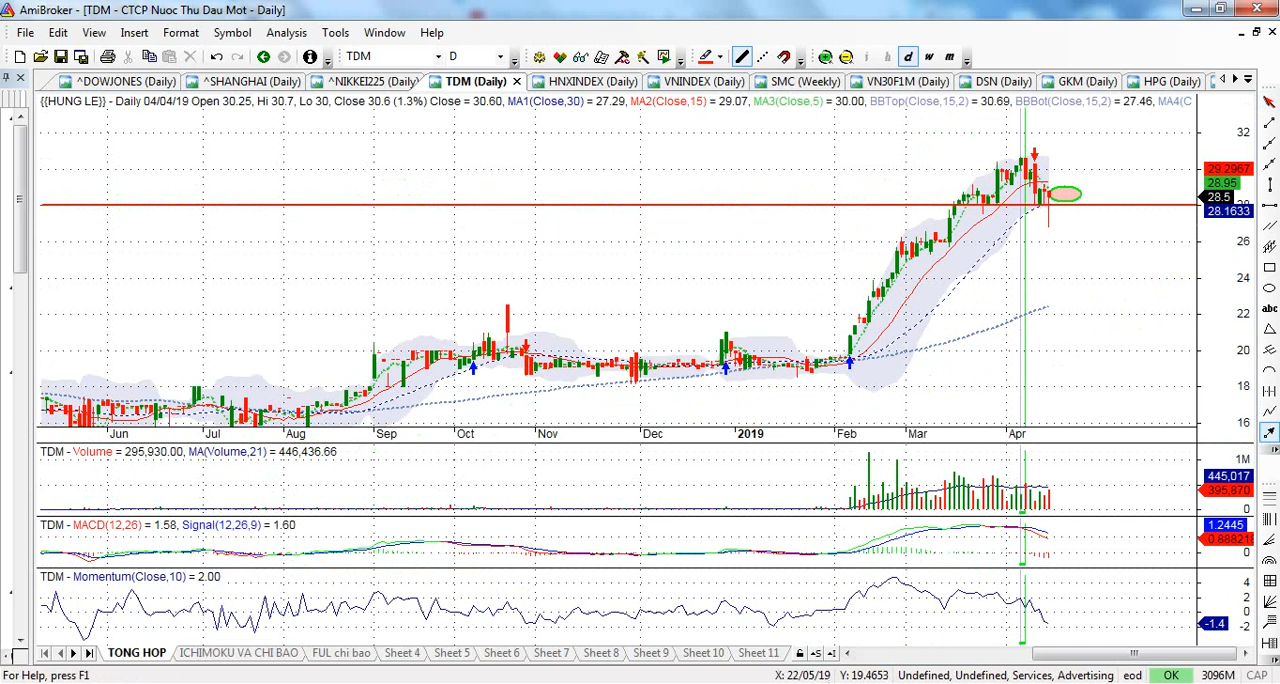 AmiBroker - [TDM - CTCP Nuoc Thu Dau Mot - Daily]
File Edit View Insert Format Symbol Analysis Tools Window Help
TDM D i h d w m
^DOWJONES (Daily) ^SHANGHAI (Daily) ^NIKKEI225 (Daily) TDM (Daily) HNXINDEX (Daily) VNINDEX (Daily) SMC (Weekly) VN30F1M (Daily) DSN (Daily) GKM (Daily) HPG (Daily)
{{HUNG LE}} - Daily 04/04/19 Open 30.25, Hi 30.7, Lo 30, Close 30.6 (1.3%) Close = 30.60, MA1(Close,30) = 27.29, MA2(Close,15) = 29.07, MA3(Close,5) = 30.00, BBTop(Close,15,2) = 30.69, BBBot(Close,15,2) = 27.46, MA4(C
32
29.2967
28.95
28.5
28.1633
26
24
22
20
18
16
abc
Jun Jul Aug Sep Oct Nov Dec 2019 Feb Mar Apr
TDM - Volume = 295,930.00, MA(Volume,21) = 446,436.66
1M
445,017
395,870
0
TDM - MACD(12,26) = 1.58, Signal(12,26,9) = 1.60
1.2445
0.888218
0
TDM - Momentum(Close,10) = 2.00
4
2
0
-1.4
-2
TONG HOP ICHIMOKU VA CHI BAO chi bao Sheet 4 Sheet 5 Sheet 6 Sheet 7 Sheet 8 Sheet 9 Sheet 10 Sheet 11
For Help, press F1 X: 22/05/19 Y: 19.4653 Undefined, Undefined, Services, Advertising eod OK 3096M CAP